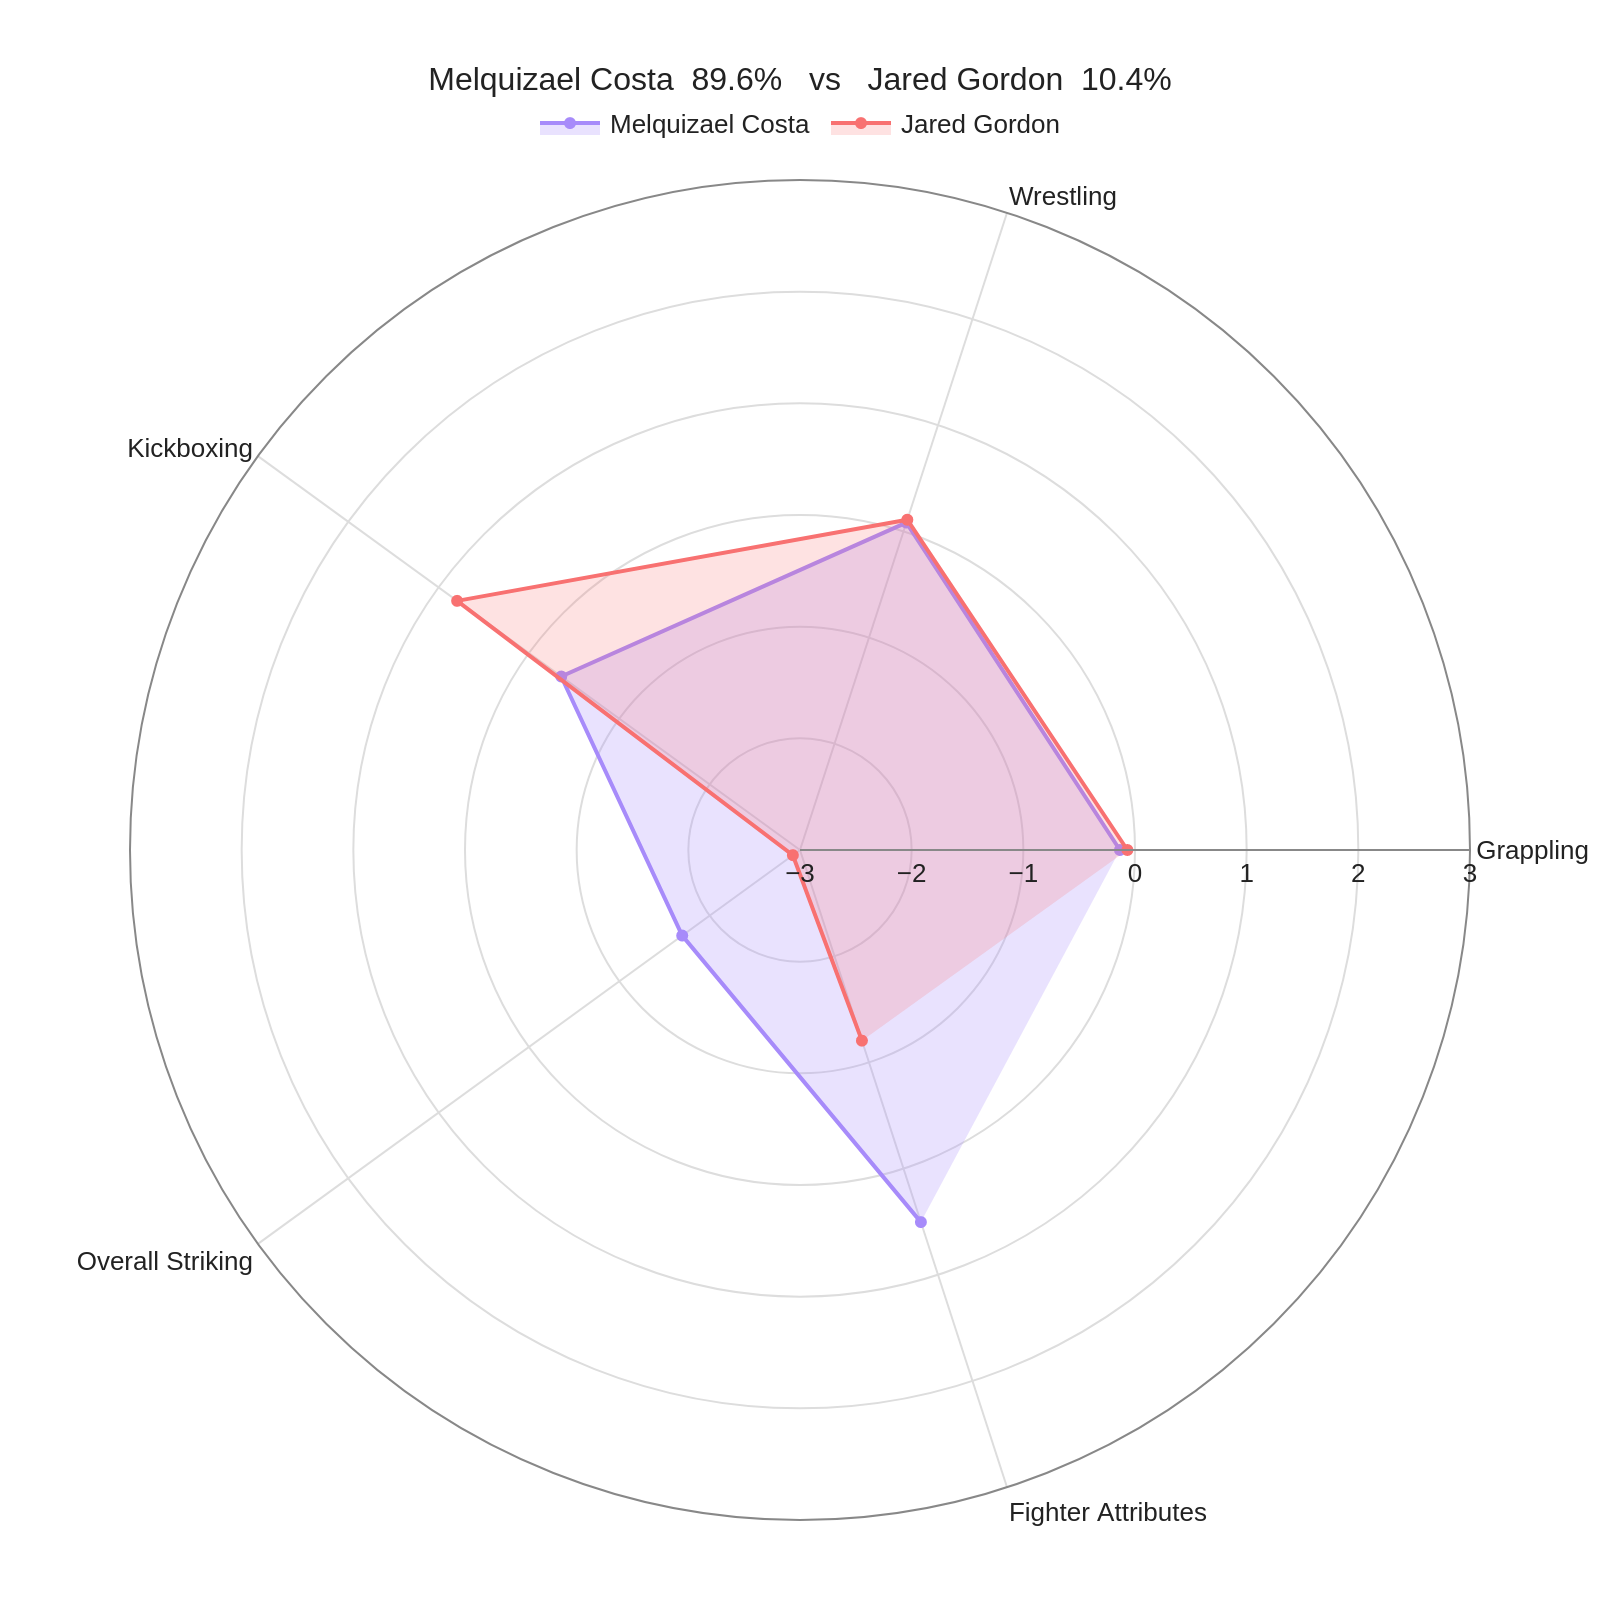 Melquizael Costa 89.6% vs Jared Gordon 10.4%
Melquizael Costa Jared Gordon
Wrestling
Kickboxing
Grappling
−3 −2 −1 0 1 2 3
Overall Striking
Fighter Attributes